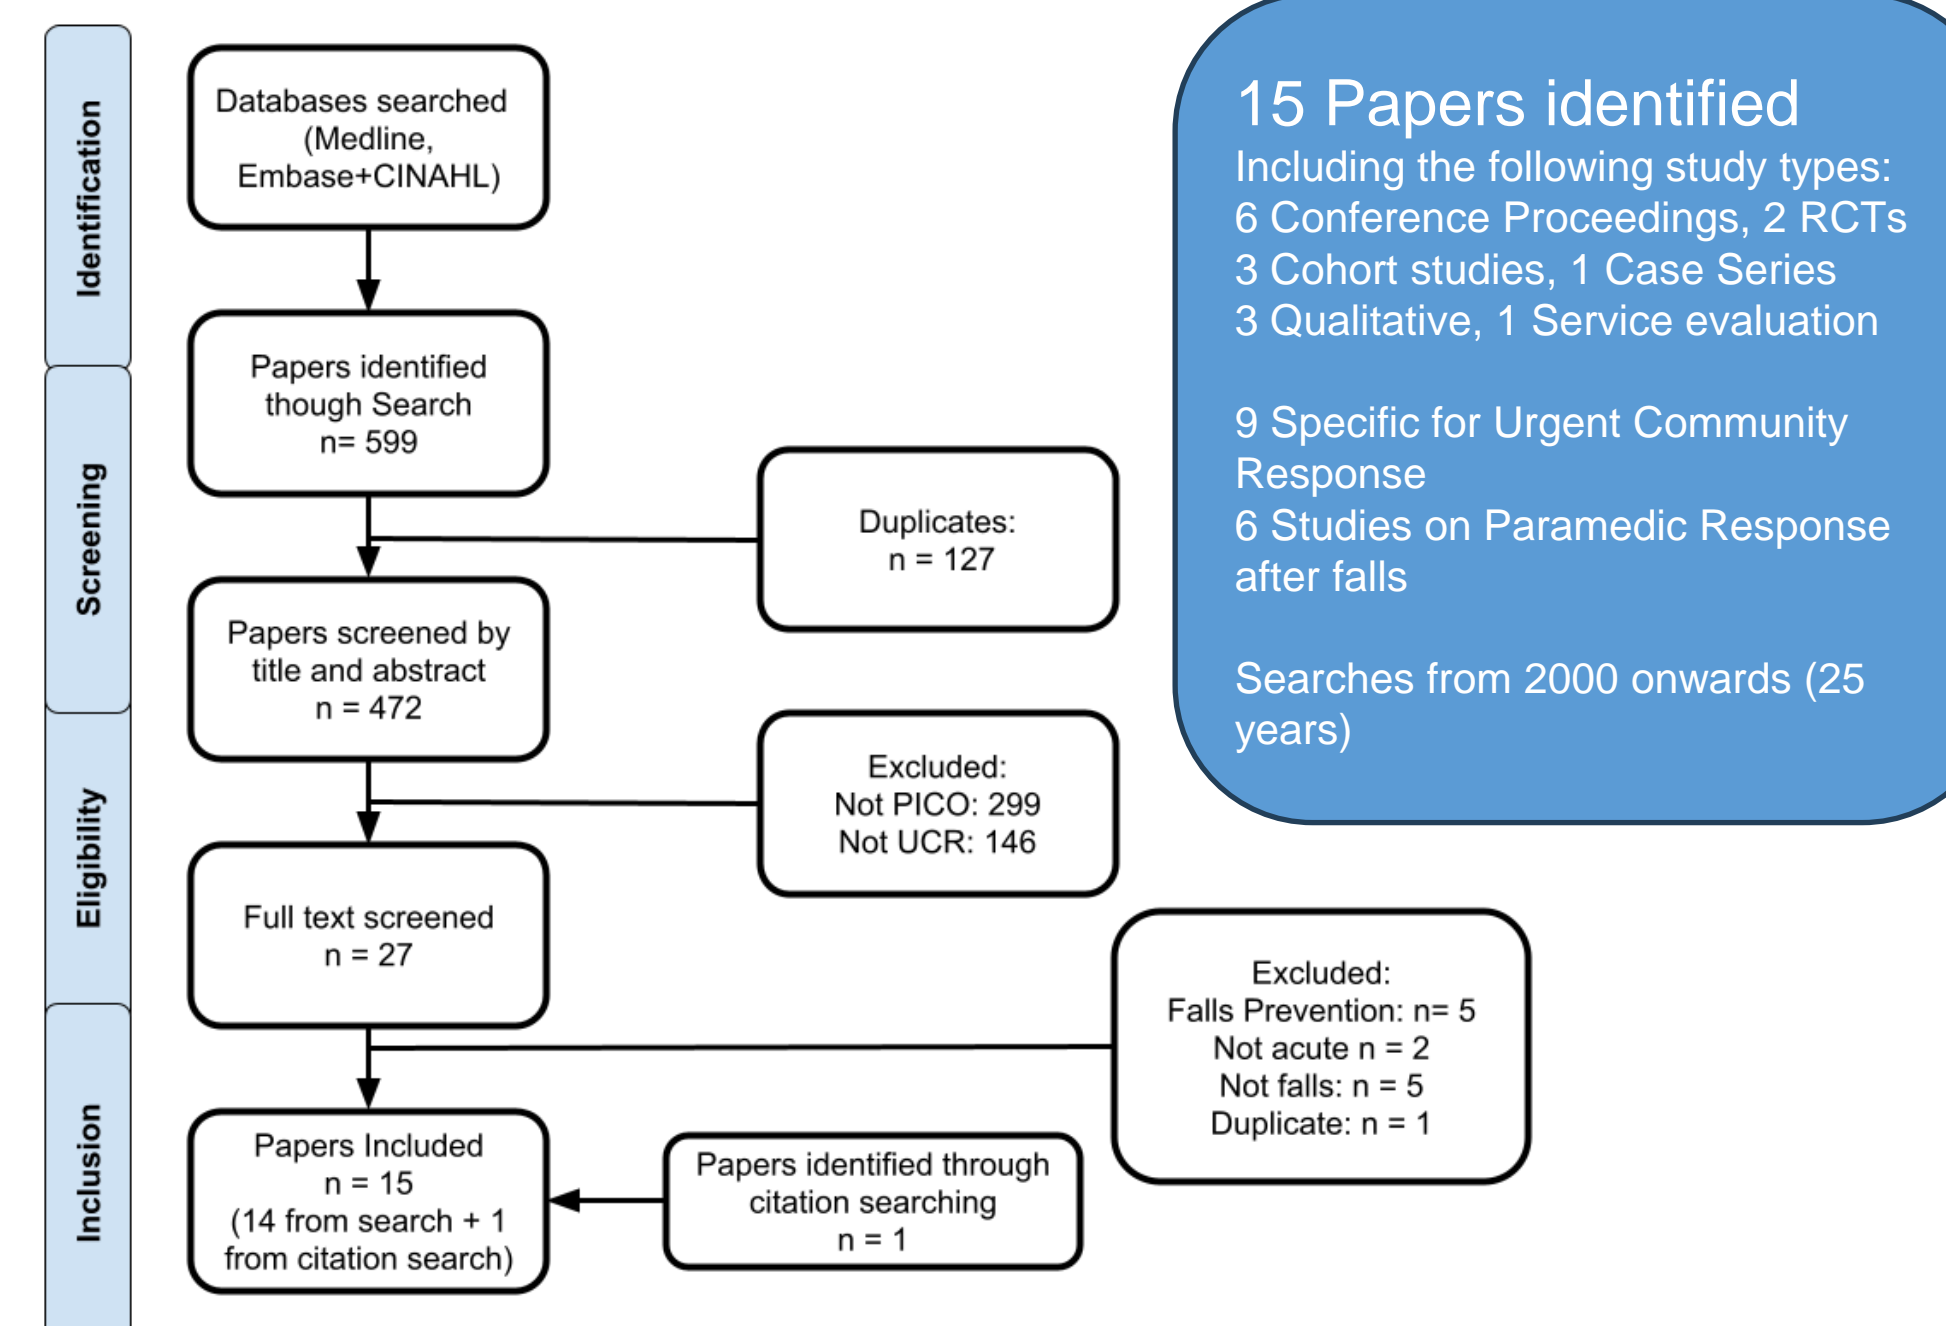 Identification
Screening
Eligibility
Inclusion
Databases searched
(Medline,
Embase+CINAHL)
Papers identified
though Search
n= 599
Duplicates:
n = 127
Papers screened by
title and abstract
n = 472
Excluded:
Not PICO: 299
Not UCR: 146
Full text screened
n = 27
Excluded:
Falls Prevention: n= 5
Not acute n = 2
Not falls: n = 5
Duplicate: n = 1
Papers Included
n = 15
(14 from search + 1
from citation search)
Papers identified through
citation searching
n = 1
15 Papers identified
Including the following study types:
6 Conference Proceedings, 2 RCTs
3 Cohort studies, 1 Case Series
3 Qualitative, 1 Service evaluation
9 Specific for Urgent Community
Response
6 Studies on Paramedic Response
after falls
Searches from 2000 onwards (25
years)